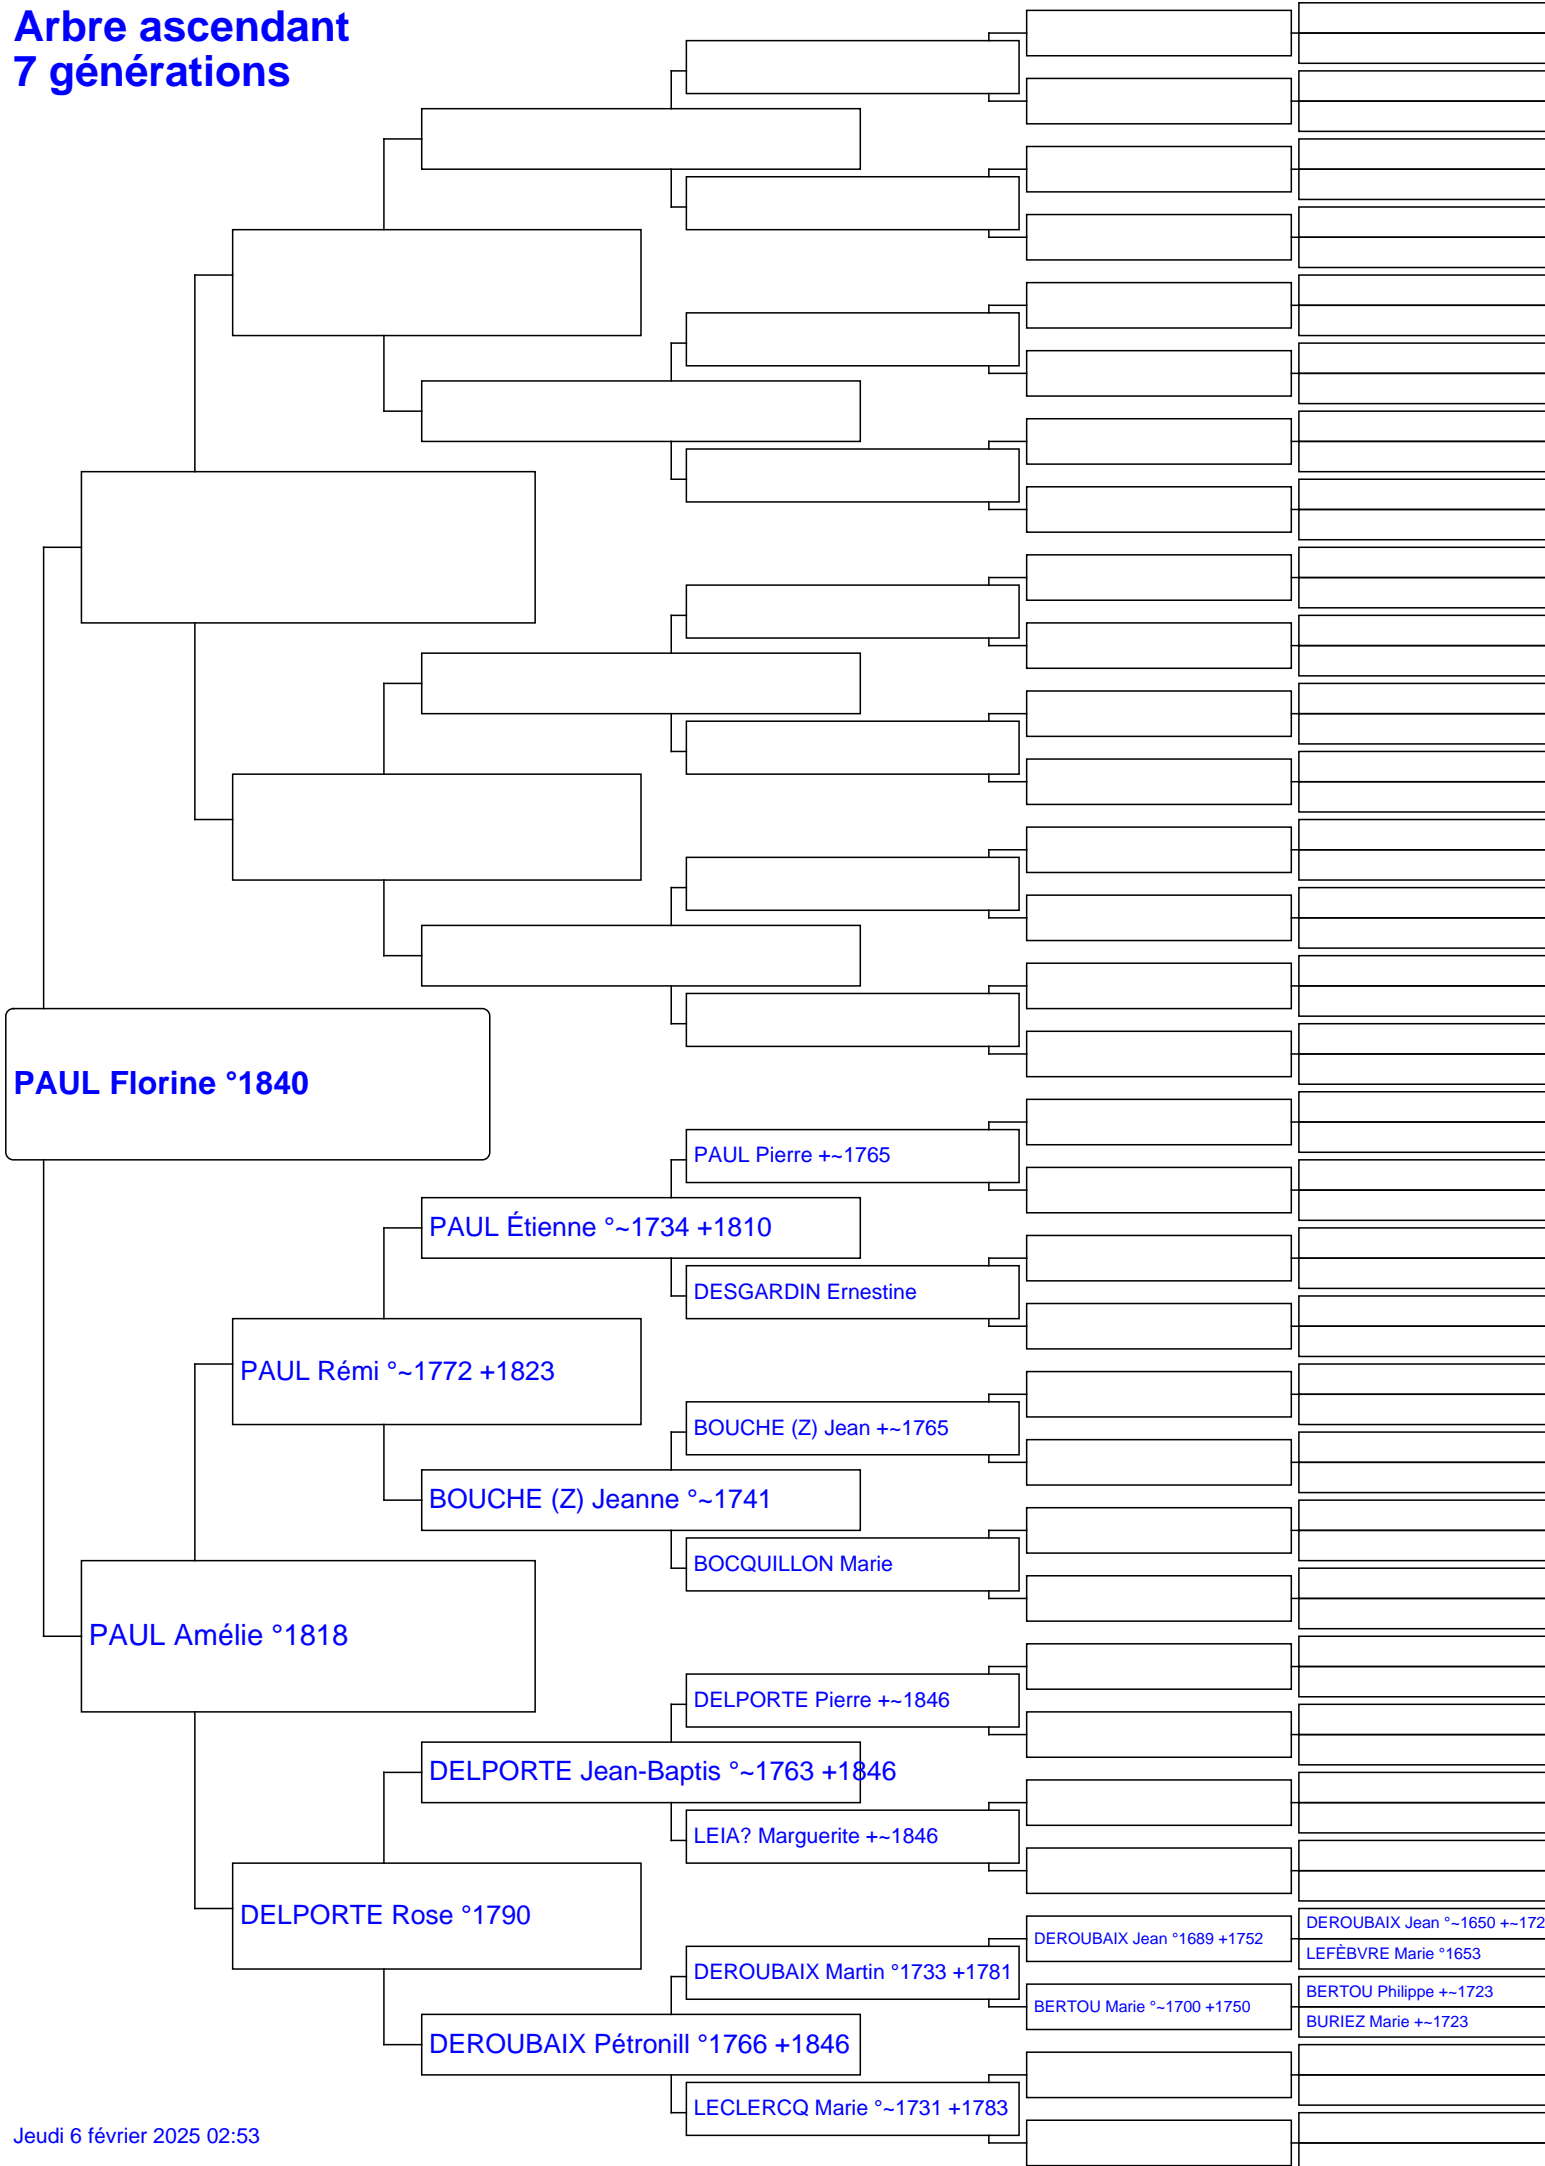 Arbre ascendant
7 générations
PAUL Florine °1840
PAUL Pierre +~1765
PAUL Étienne °~1734 +1810
DESGARDIN Ernestine
PAUL Rémi °~1772 +1823
BOUCHE (Z) Jean +~1765
BOUCHE (Z) Jeanne °~1741
BOCQUILLON Marie
PAUL Amélie °1818
DELPORTE Pierre +~1846
DELPORTE Jean-Baptis °~1763 +1846
LEIA? Marguerite +~1846
DELPORTE Rose °1790
DEROUBAIX Jean °~1650 +~172
DEROUBAIX Jean °1689 +1752
LEFÈBVRE Marie °1653
DEROUBAIX Martin °1733 +1781
BERTOU Philippe +~1723
BERTOU Marie °~1700 +1750
BURIEZ Marie +~1723
DEROUBAIX Pétronill °1766 +1846
LECLERCQ Marie °~1731 +1783
Jeudi 6 février 2025 02:53